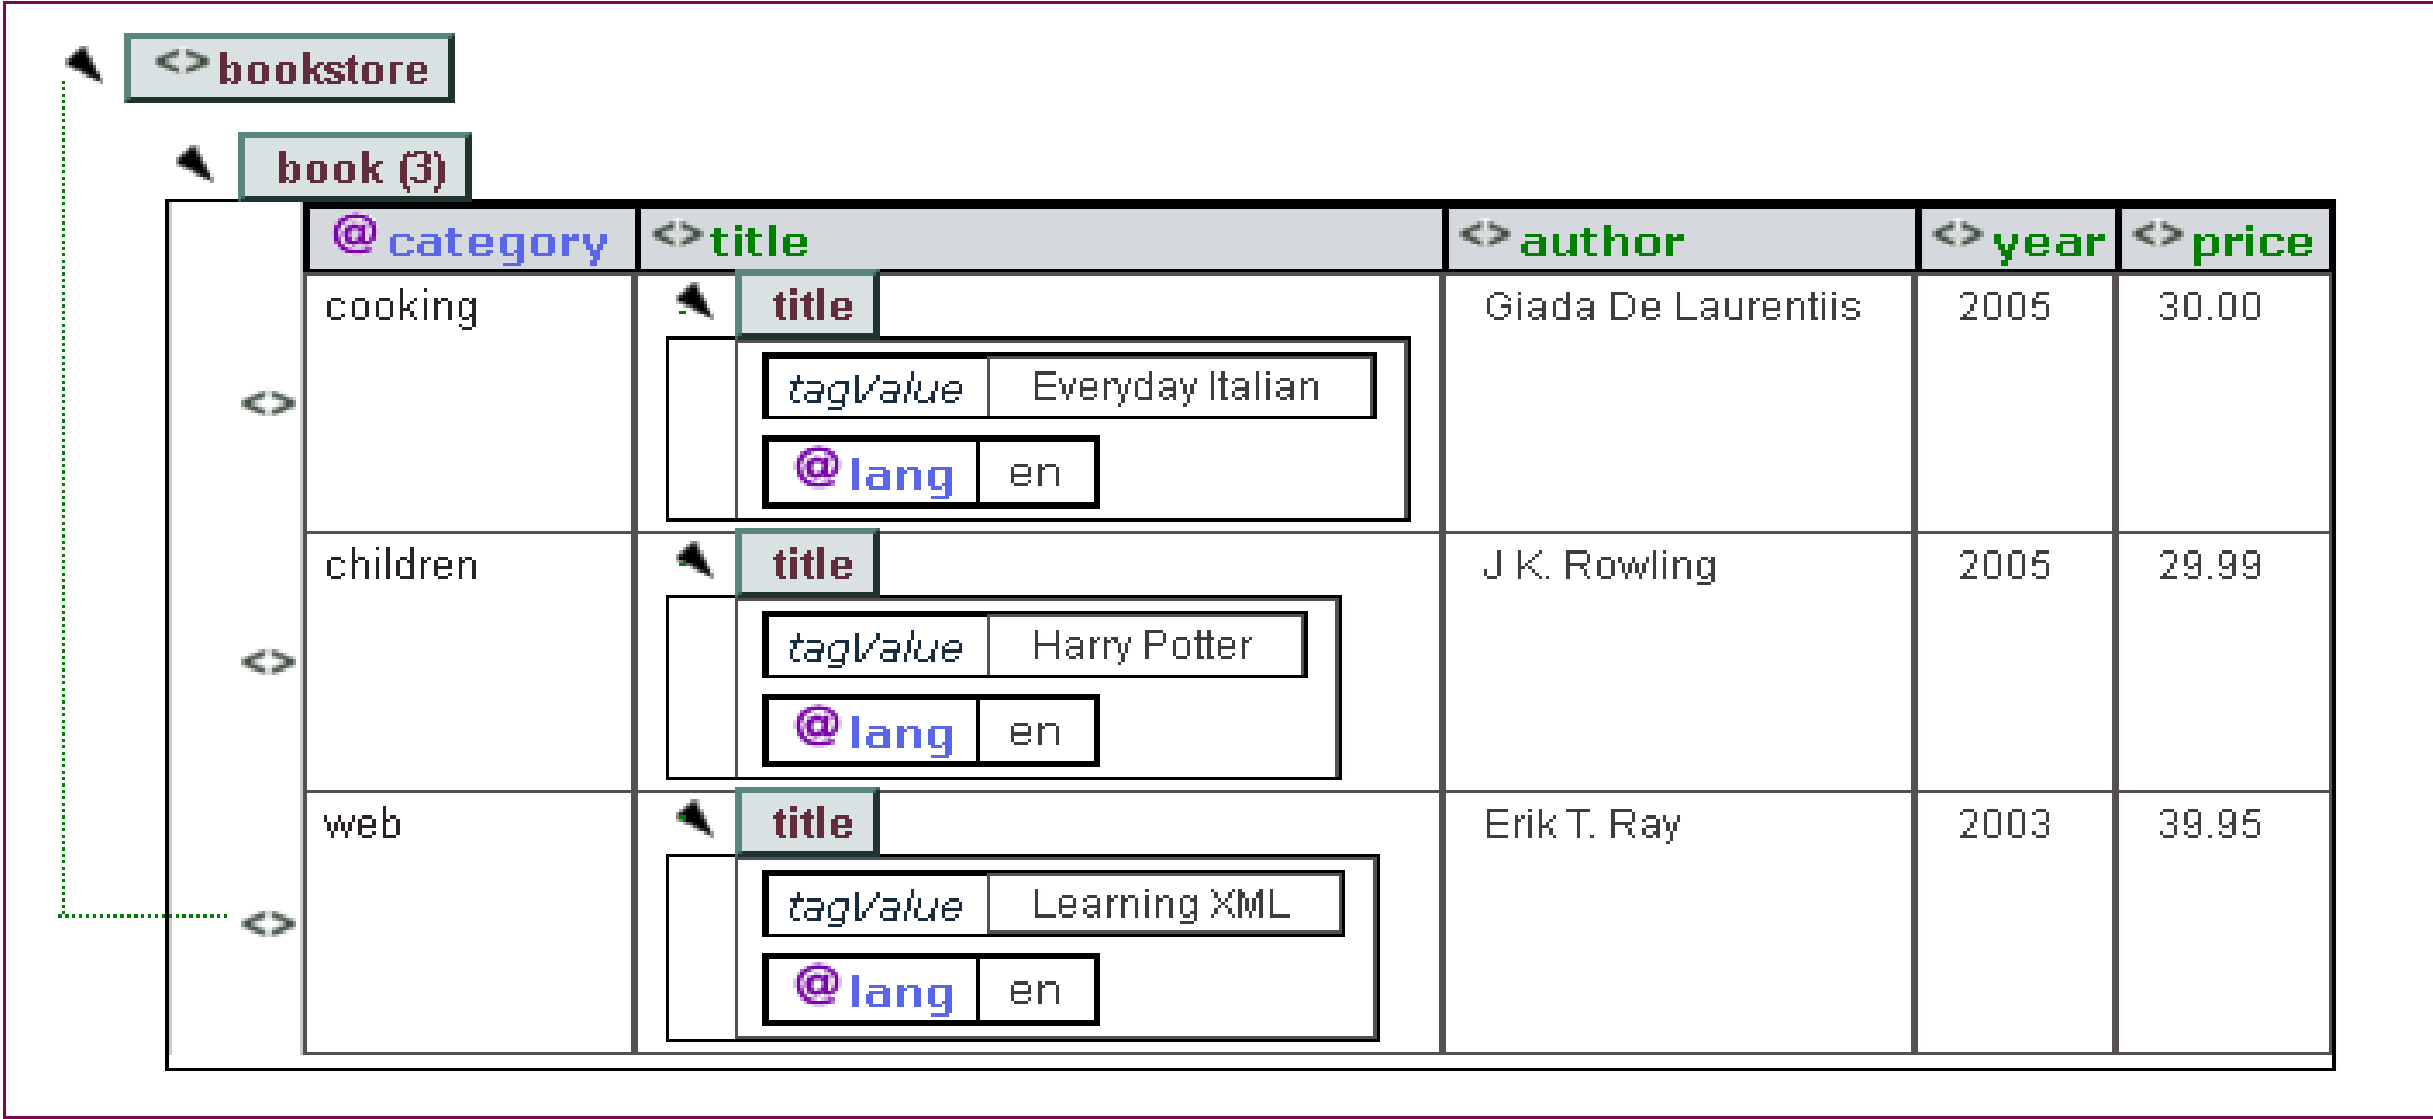 <> bookstore
book (3)
@ category <> title <> author <> year <> price
cooking title Giada De Laurentiis 2005 30.00
tagValue Everyday Italian
<>
@ lang en
children title J K. Rowling 2005 29.99
tagValue Harry Potter
<>
@ lang en
web title Erik T. Ray 2003 39.95
tagValue Learning XML
<>
@ lang en